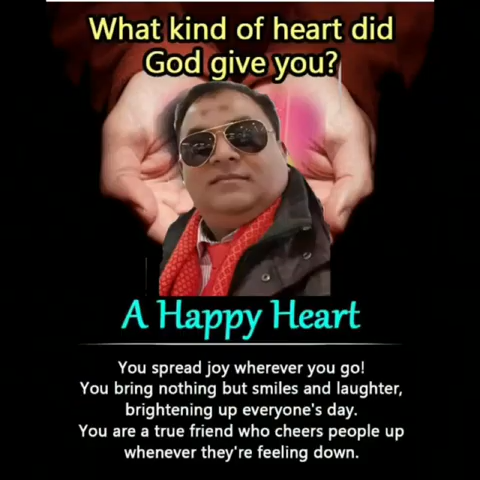 What kind of heart did
God give you?
A Happy Heart
You spread joy wherever you go!
You bring nothing but smiles and laughter,
brightening up everyone's day.
You are a true friend who cheers people up
whenever they're feeling down.